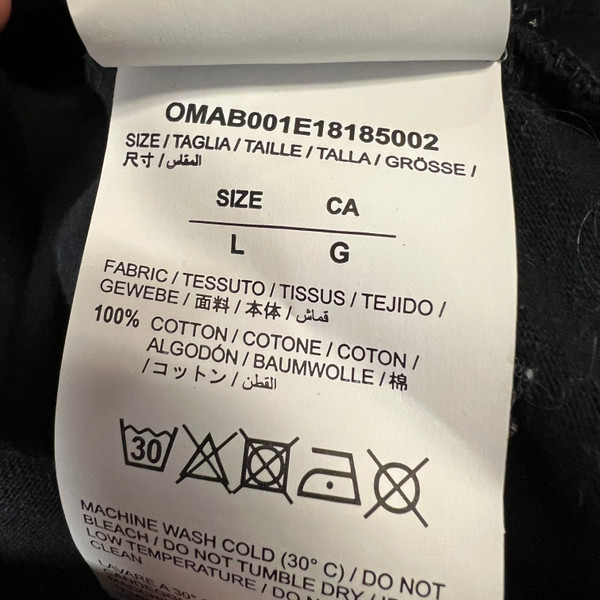 OMAB001E18185002
SIZE / TAGLIA / TAILLE / TALLA / GRÖSSE /
尺寸 / المقاس
SIZE CA
L G
FABRIC / TESSUTO / TISSUS / TEJIDO /
GEWEBE / 面料 / 本体 / قماش
100% COTTON / COTONE / COTON /
ALGODÓN / BAUMWOLLE / 棉
/ コットン / القطن
30
MACHINE WASH COLD (30° C) / DO NOT
BLEACH / DO NOT TUMBLE DRY /
LOW TEMPERATURE / DO NOT
CLEAN
LAVARE A 30°